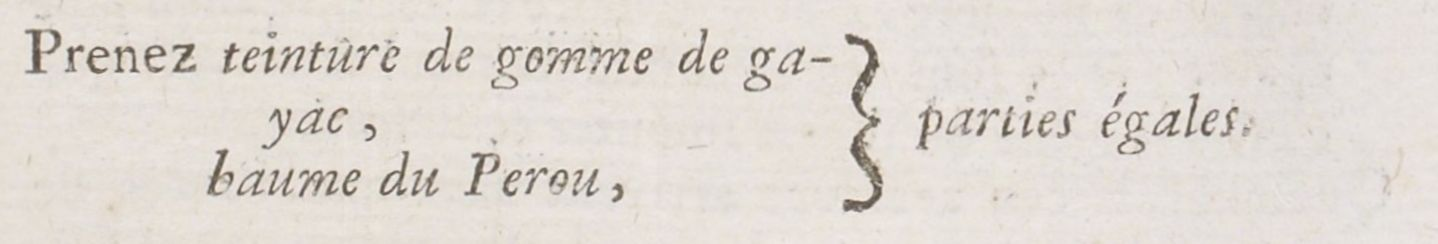 Prenez teinture de gomme de ga-
yac,
baume du Perou,
} parties égales.